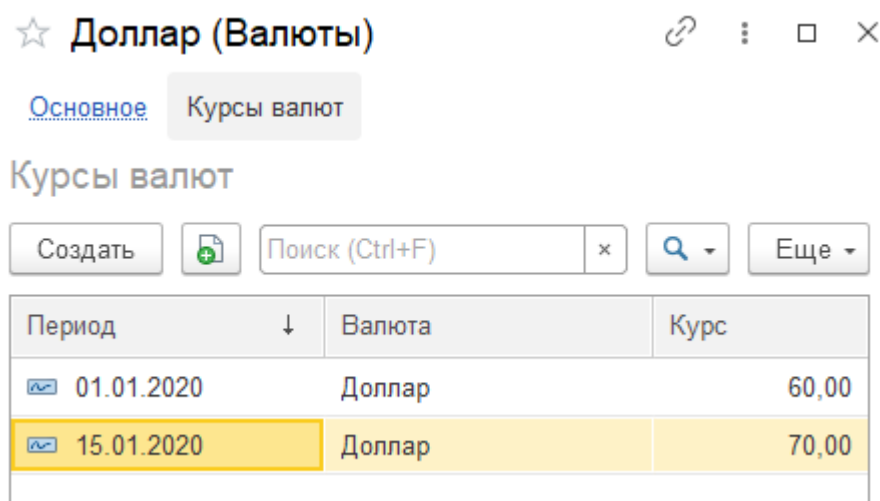 Доллар (Валюты)
Основное Курсы валют
Курсы валют
Создать Поиск (Ctrl+F) × Еще
Период ↓ Валюта Курс
01.01.2020 Доллар 60,00
15.01.2020 Доллар 70,00